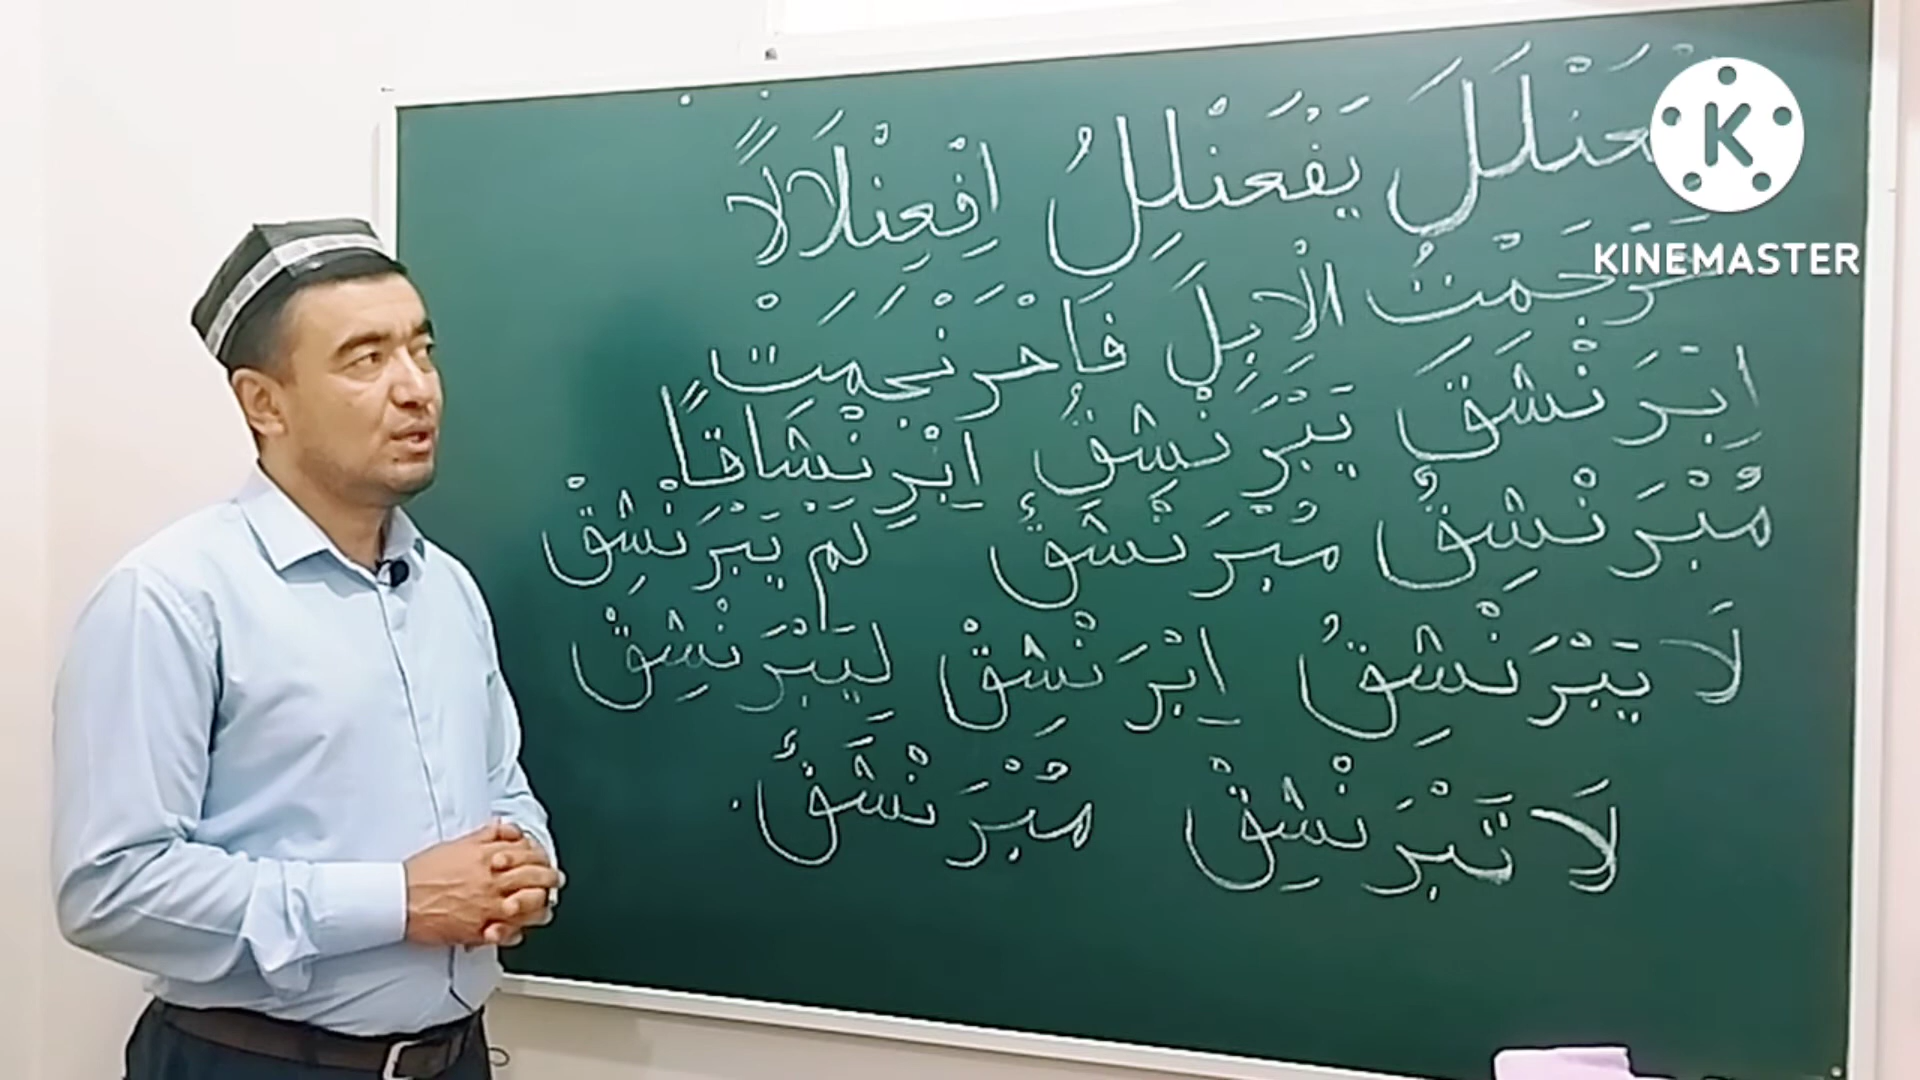 يَفْعَنْلِلُ اِفْعِنْلَالًا
حَرْجَمْتُ الْاِبِلَ فَاحْرَنْجَمَتْ
اِبْرَنْشَقَ يَبْرَنْشِقُ اِبْرِنْشَاقًا
مُبْرَنْشِقٌ مُبْرَنْشَقٌ لَمْ يَبْرَنْشِقْ
لَا يَبْرَنْشِقُ اِبْرَنْشِقْ لِيَبْرَنْشِقْ
لَا تَبْرَنْشِقْ مُبْرَنْشَقٌ.
K
KINEMASTER